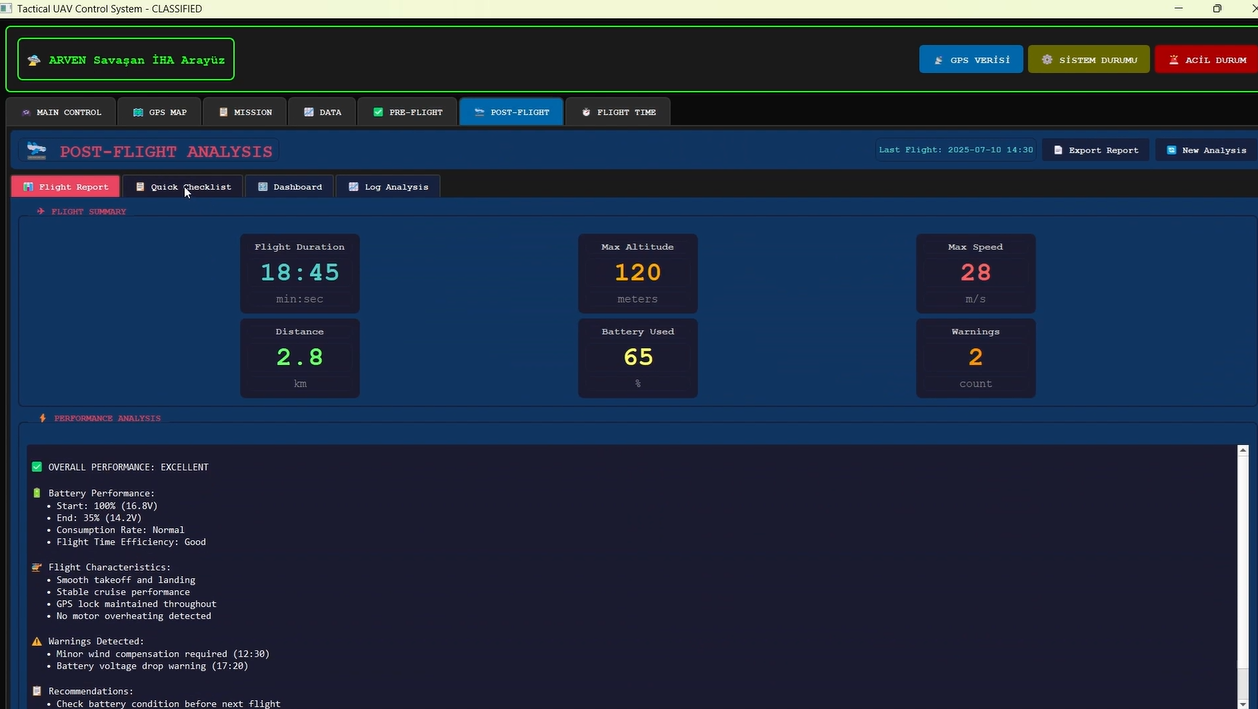 Tactical UAV Control System - CLASSIFIED
ARVEN Savaşan İHA Arayüz
GPS VERİSİ
SİSTEM DURUMU
ACİL DURUM
MAIN CONTROL
GPS MAP
MISSION
DATA
PRE-FLIGHT
POST-FLIGHT
FLIGHT TIME
POST-FLIGHT ANALYSIS
Last Flight: 2025-07-10 14:30
Export Report
New Analysis
Flight Report
Quick Checklist
Dashboard
Log Analysis
FLIGHT SUMMARY
Flight Duration
18:45
min:sec
Max Altitude
120
meters
Max Speed
28
m/s
Distance
2.8
km
Battery Used
65
%
Warnings
2
count
PERFORMANCE ANALYSIS
OVERALL PERFORMANCE: EXCELLENT
Battery Performance:
• Start: 100% (16.8V)
• End: 35% (14.2V)
• Consumption Rate: Normal
• Flight Time Efficiency: Good
Flight Characteristics:
• Smooth takeoff and landing
• Stable cruise performance
• GPS lock maintained throughout
• No motor overheating detected
Warnings Detected:
• Minor wind compensation required (12:30)
• Battery voltage drop warning (17:20)
Recommendations:
• Check battery condition before next flight